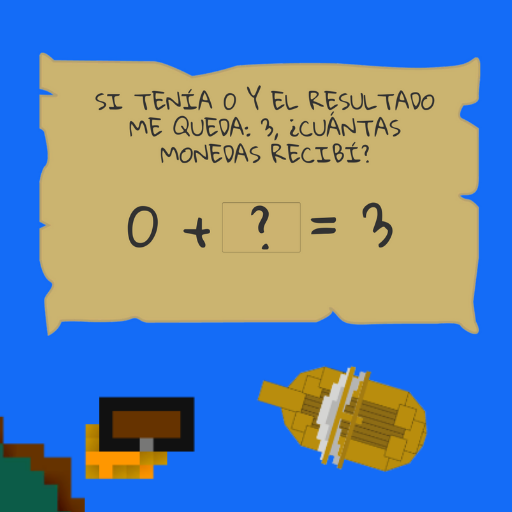 SI TENÍA 0 Y EL RESULTADO
ME QUEDA: 3, ¿CUÁNTAS
MONEDAS RECIBÍ?
0 + ? = 3